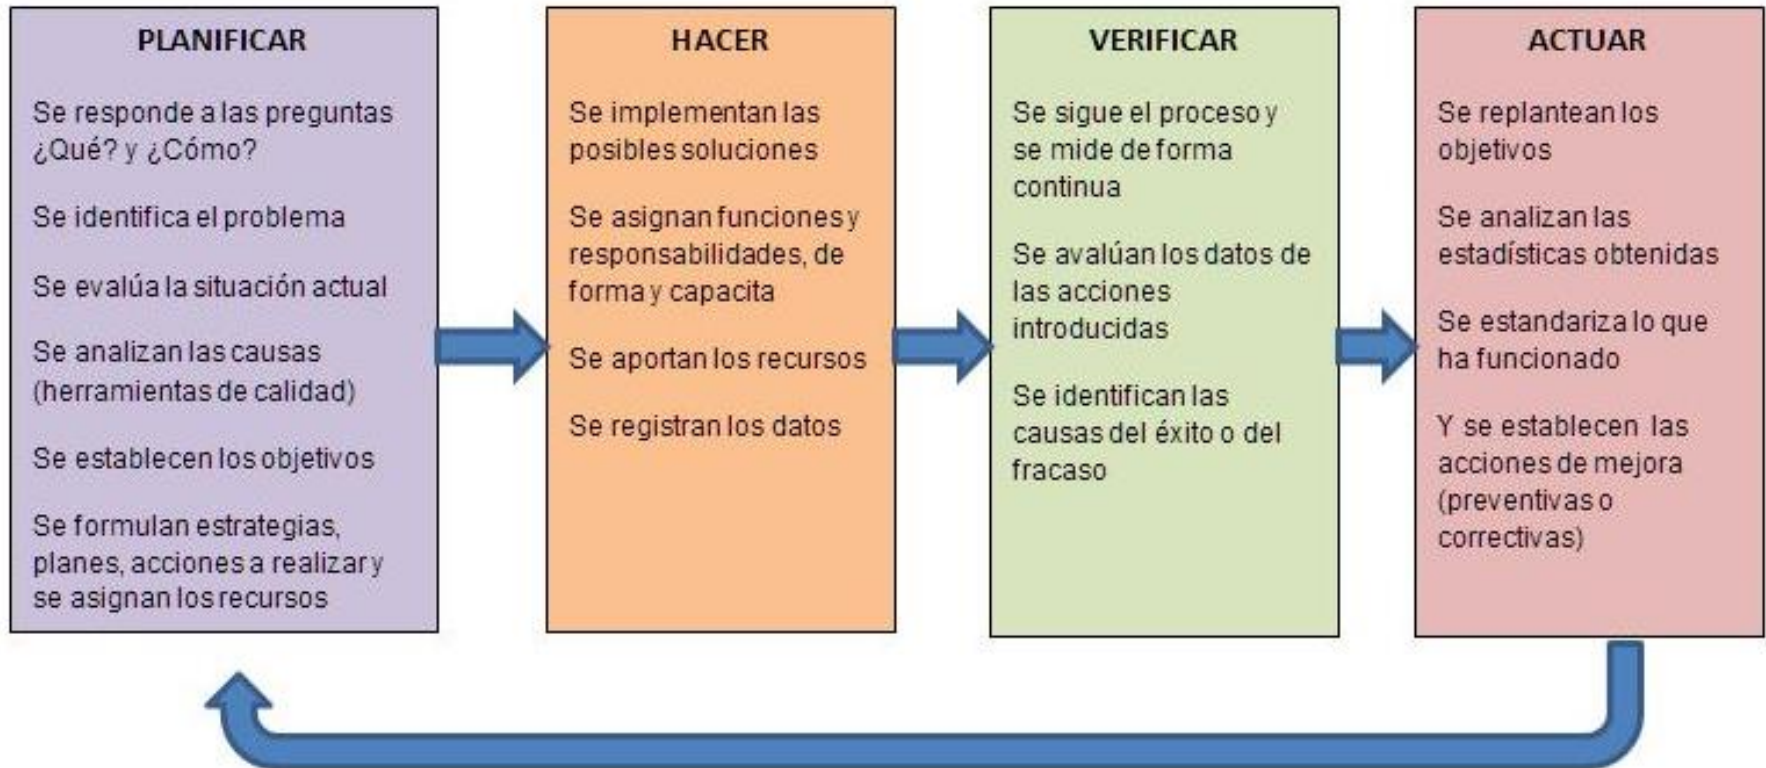 PLANIFICAR
Se responde a las preguntas
¿Qué? y ¿Cómo?
Se identifica el problema
Se evalúa la situación actual
Se analizan las causas
(herramientas de calidad)
Se establecen los objetivos
Se formulan estrategias,
planes, acciones a realizar y
se asignan los recursos
HACER
Se implementan las
posibles soluciones
Se asignan funciones y
responsabilidades, de
forma y capacita
Se aportan los recursos
Se registran los datos
VERIFICAR
Se sigue el proceso y
se mide de forma
continua
Se avalúan los datos de
las acciones
introducidas
Se identifican las
causas del éxito o del
fracaso
ACTUAR
Se replantean los
objetivos
Se analizan las
estadísticas obtenidas
Se estandariza lo que
ha funcionado
Y se establecen las
acciones de mejora
(preventivas o
correctivas)